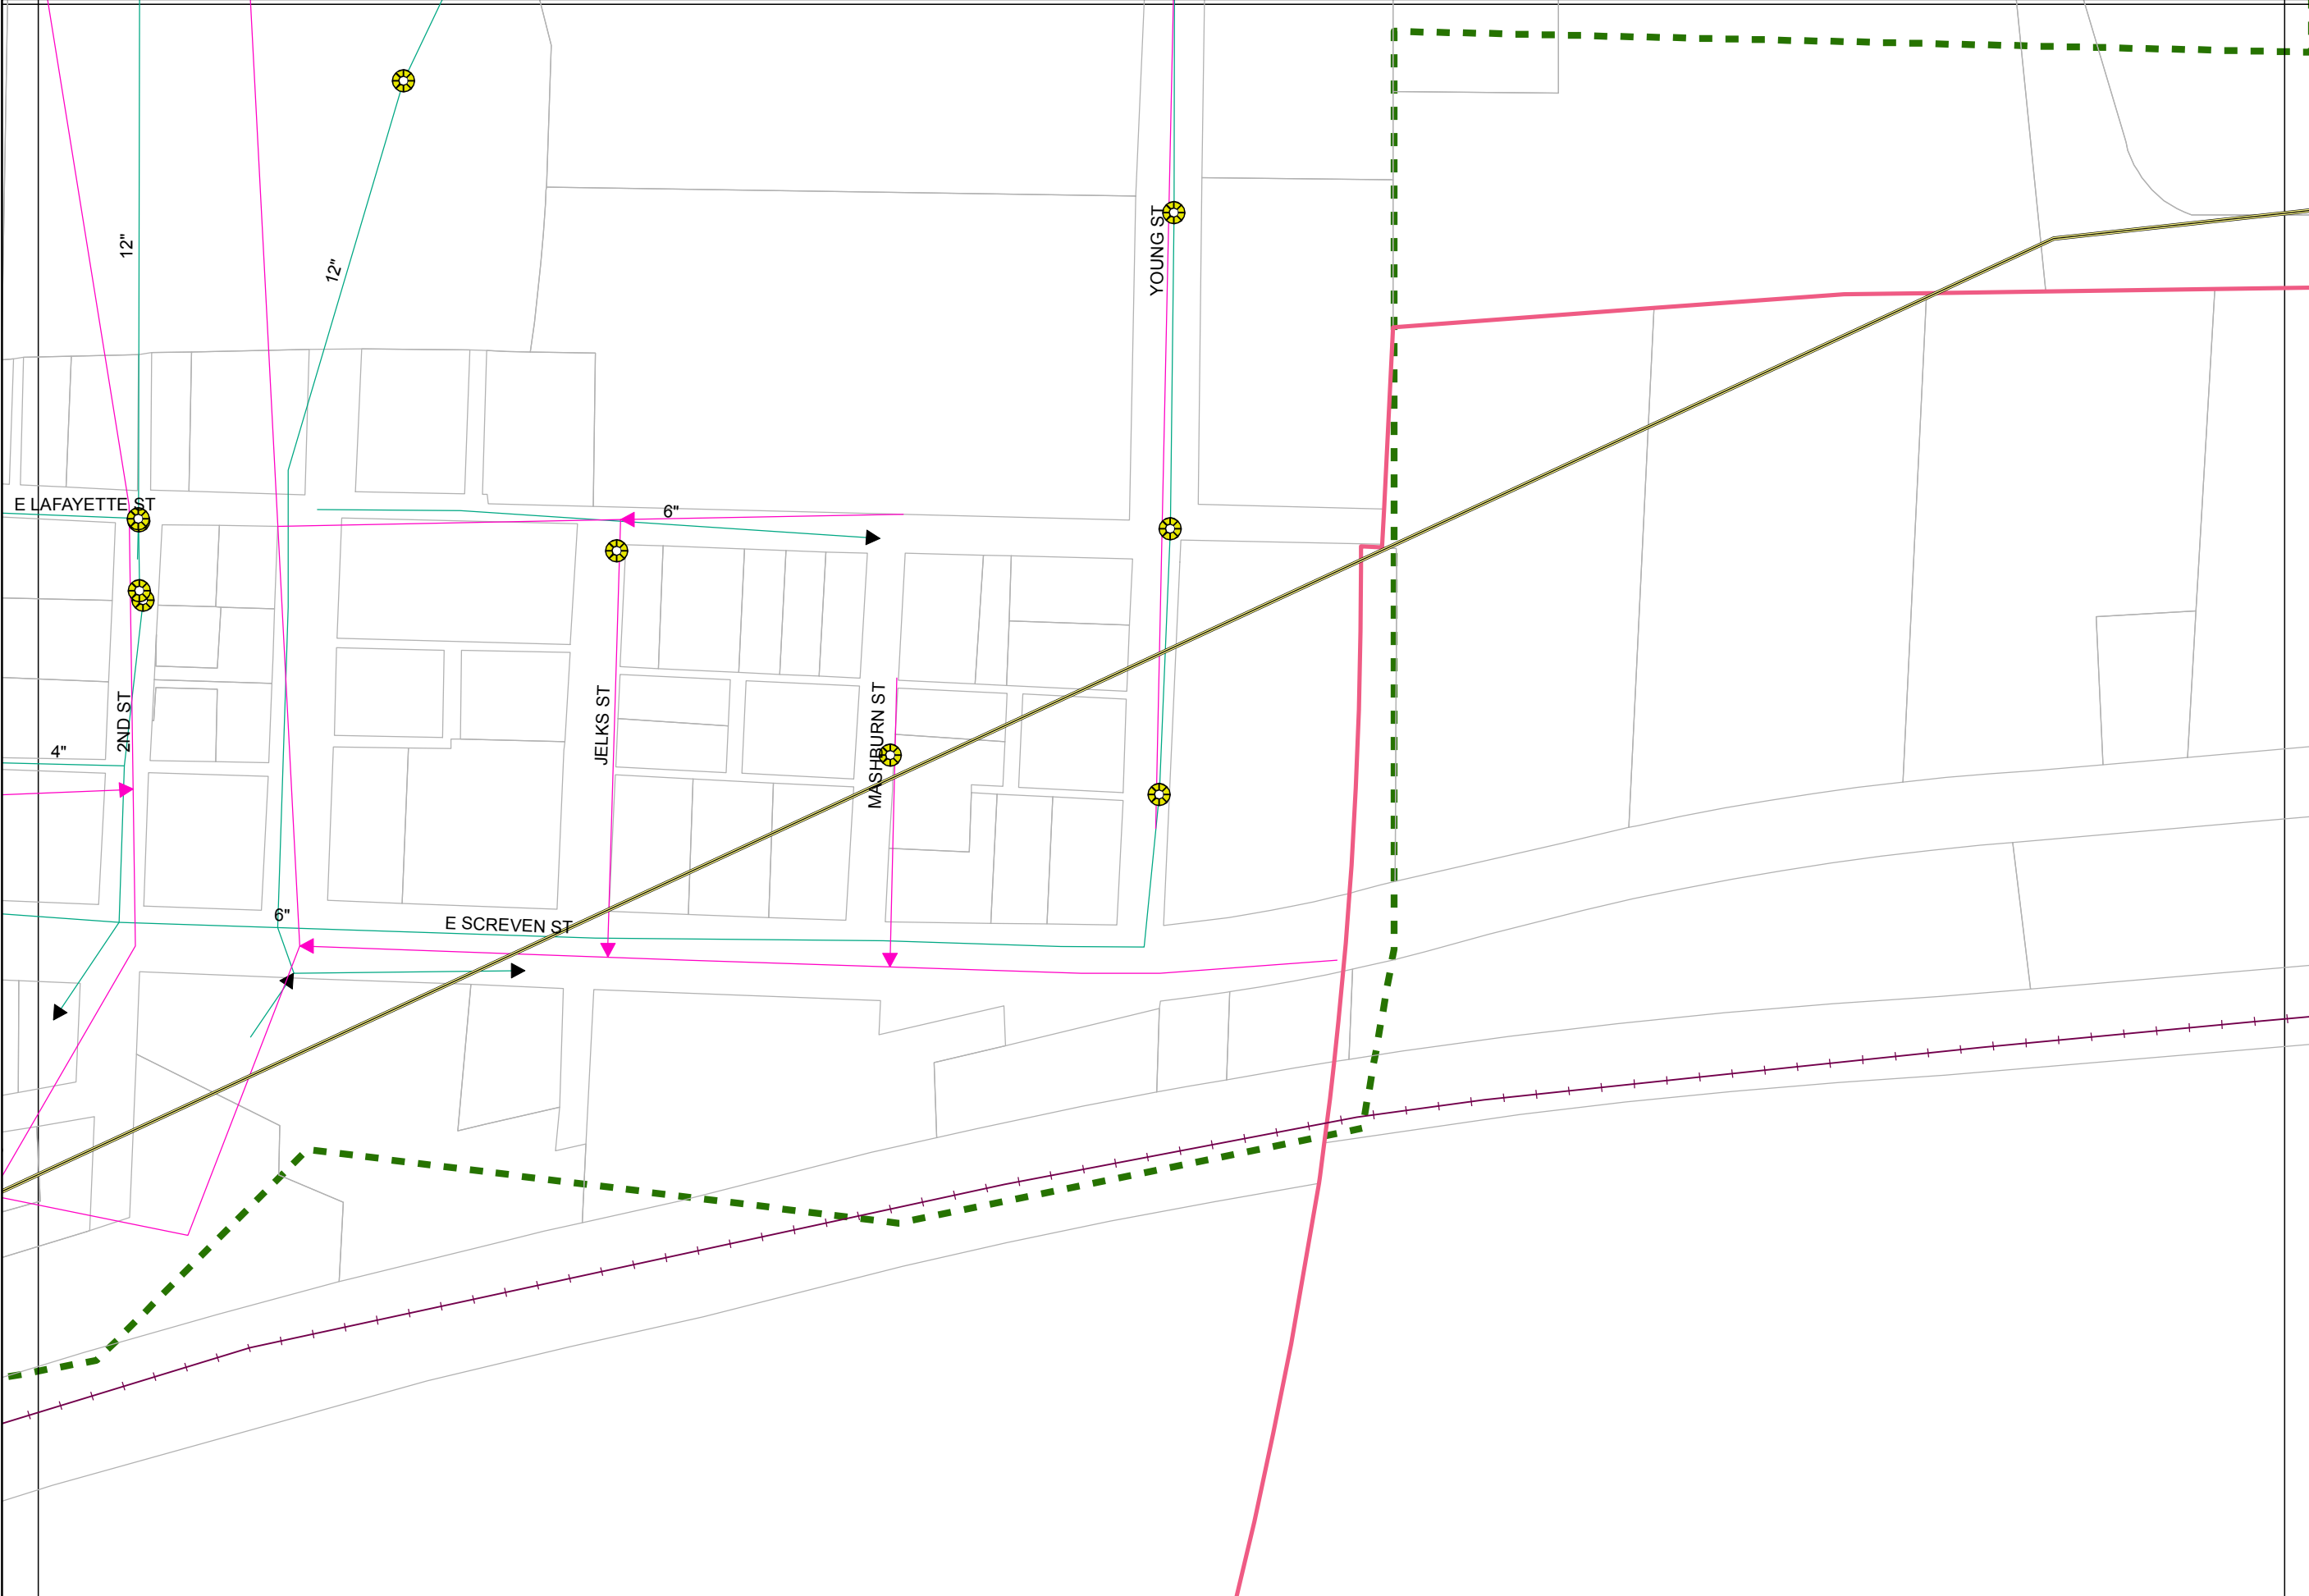 12"
12"
YOUNG ST
E LAFAYETTE ST
6"
2ND ST
JELKS ST
MASHBURN ST
4"
6"
E SCREVEN ST